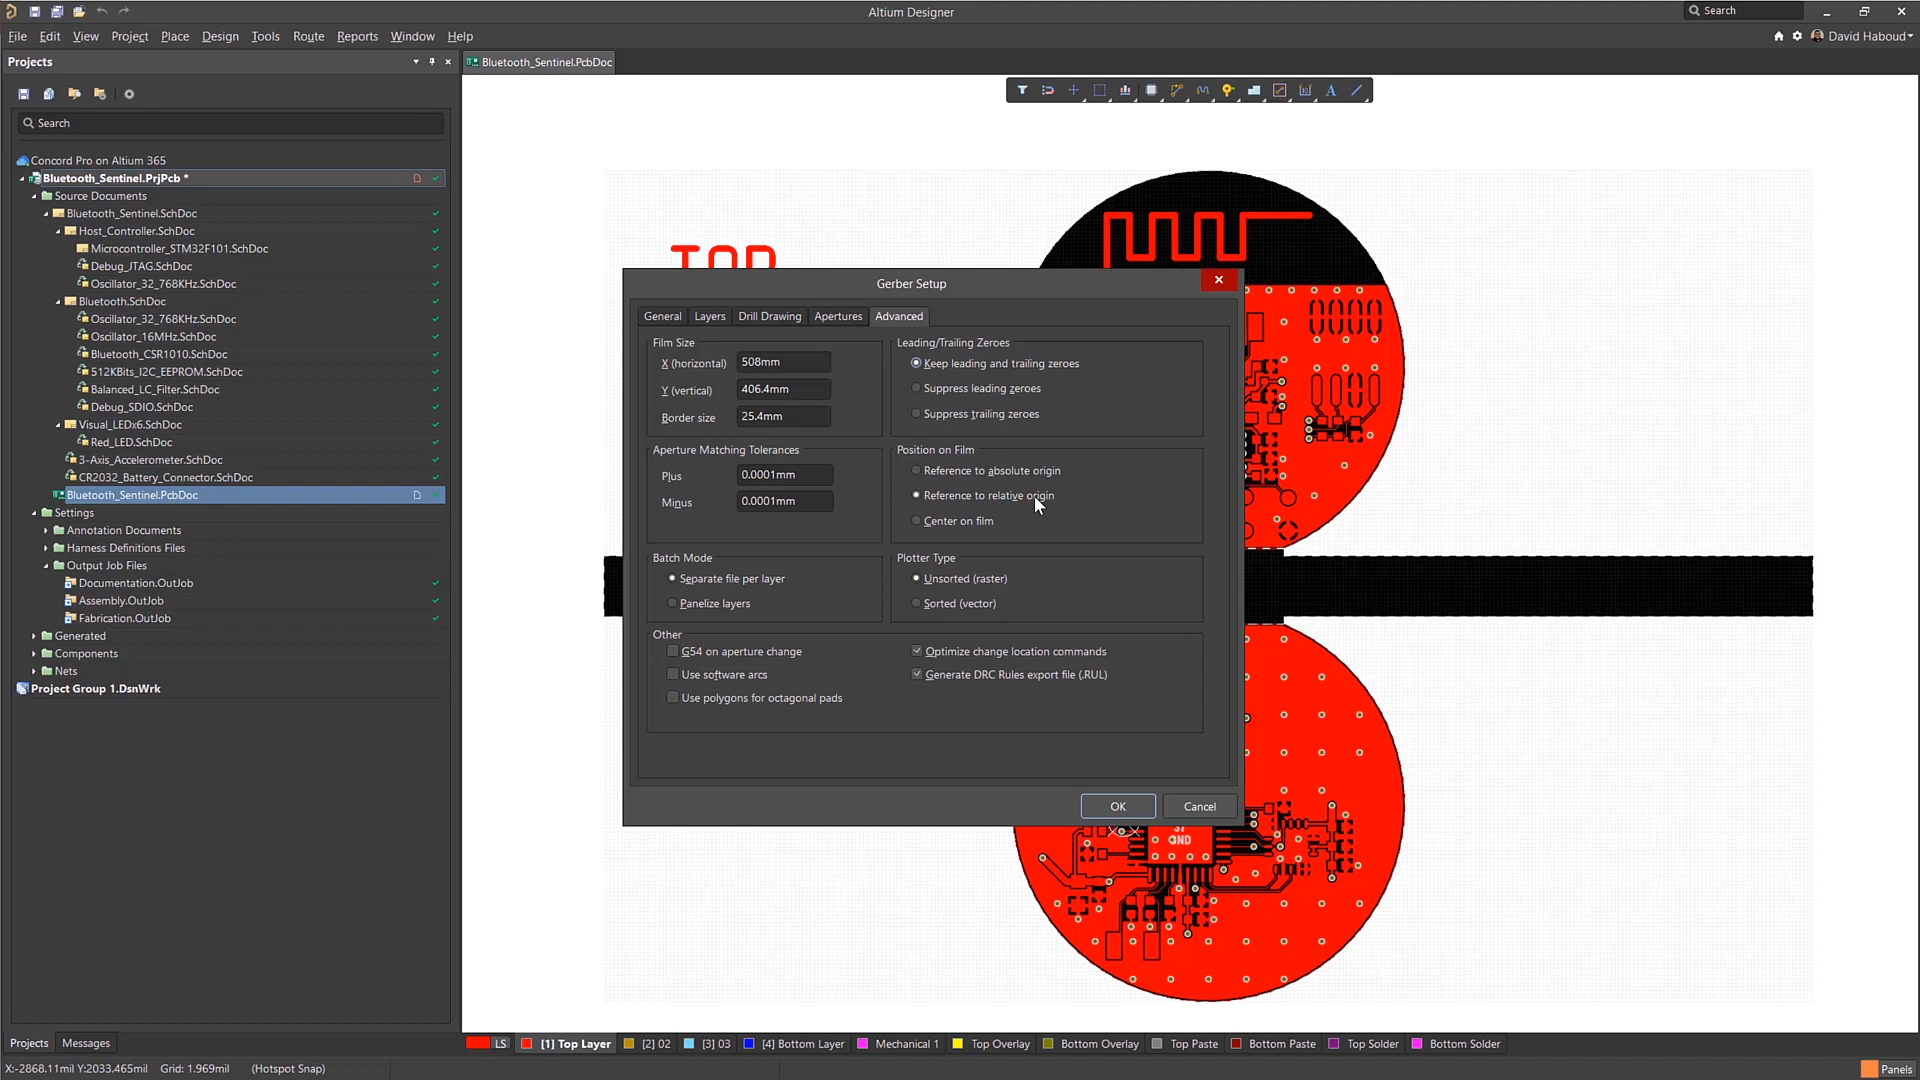 Altium Designer
Search
File Edit View Project Place Design Tools Route Reports Window Help
David Haboud
Projects
Bluetooth_Sentinel.PcbDoc
Search
Concord Pro on Altium 365
Bluetooth_Sentinel.PrjPcb *
Source Documents
Bluetooth_Sentinel.SchDoc
Host_Controller.SchDoc
Microcontroller_STM32F101.SchDoc
Debug_JTAG.SchDoc
Oscillator_32_768KHz.SchDoc
Bluetooth.SchDoc
Oscillator_32_768KHz.SchDoc
Oscillator_16MHz.SchDoc
Bluetooth_CSR1010.SchDoc
512KBits_I2C_EEPROM.SchDoc
Balanced_LC_Filter.SchDoc
Debug_SDIO.SchDoc
Visual_LEDx6.SchDoc
Red_LED.SchDoc
3-Axis_Accelerometer.SchDoc
CR2032_Battery_Connector.SchDoc
Bluetooth_Sentinel.PcbDoc
Settings
Annotation Documents
Harness Definitions Files
Output Job Files
Documentation.OutJob
Assembly.OutJob
Fabrication.OutJob
Generated
Components
Nets
Project Group 1.DsnWrk
TOP
Gerber Setup
General Layers Drill Drawing Apertures Advanced
Film Size
X (horizontal) 508mm
Y (vertical) 406.4mm
Border size 25.4mm
Leading/Trailing Zeroes
Keep leading and trailing zeroes
Suppress leading zeroes
Suppress trailing zeroes
Aperture Matching Tolerances
Plus 0.0001mm
Minus 0.0001mm
Position on Film
Reference to absolute origin
Reference to relative origin
Center on film
Batch Mode
Separate file per layer
Panelize layers
Plotter Type
Unsorted (raster)
Sorted (vector)
Other
G54 on aperture change
Use software arcs
Use polygons for octagonal pads
Optimize change location commands
Generate DRC Rules export file (.RUL)
OK Cancel
37
GND
Projects Messages
LS [1] Top Layer [2] 02 [3] 03 [4] Bottom Layer Mechanical 1 Top Overlay Bottom Overlay Top Paste Bottom Paste Top Solder Bottom Solder
X:-2868.11mil Y:2033.465mil Grid: 1.969mil (Hotspot Snap)
Panels